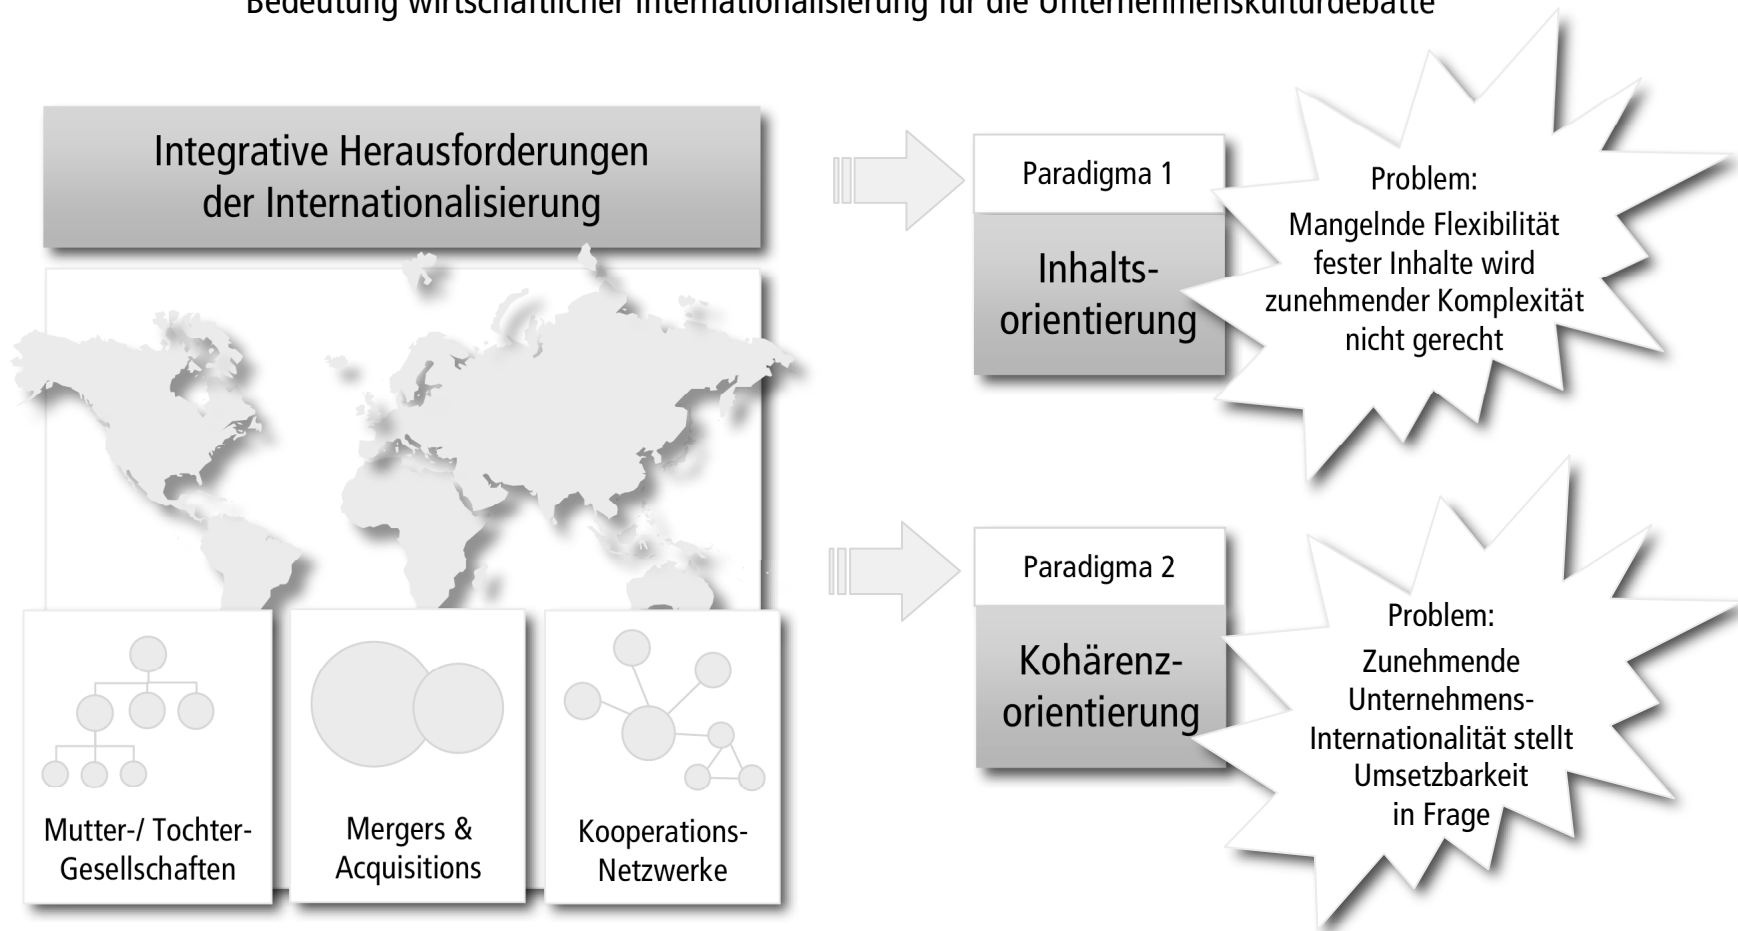 Bedeutung wirtschaftlicher Internationalisierung für die Unternehmenskulturdebatte
Integrative Herausforderungen
der Internationalisierung
Mutter-/ Tochter-
Gesellschaften
Mergers &
Acquisitions
Kooperations-
Netzwerke
Paradigma 1
Inhalts-
orientierung
Problem:
Mangelnde Flexibilität
fester Inhalte wird
zunehmender Komplexität
nicht gerecht
Paradigma 2
Kohärenz-
orientierung
Problem:
Zunehmende
Unternehmens-
Internationalität stellt
Umsetzbarkeit
in Frage